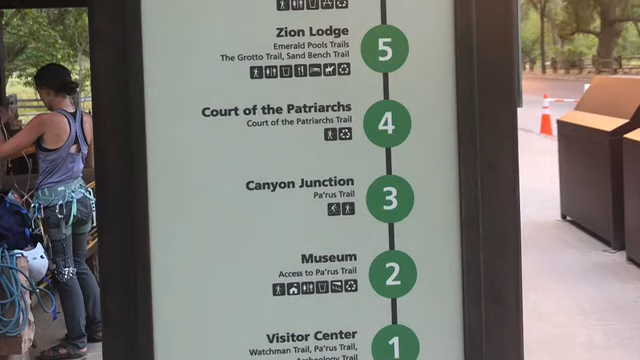 Zion Lodge
Emerald Pools Trails
The Grotto Trail, Sand Bench Trail
5
Court of the Patriarchs
Court of the Patriarchs Trail
4
Canyon Junction
Pa'rus Trail
3
Museum
Access to Pa'rus Trail
2
Visitor Center
Watchman Trail, Pa'rus Trail,
Archeology Trail
1